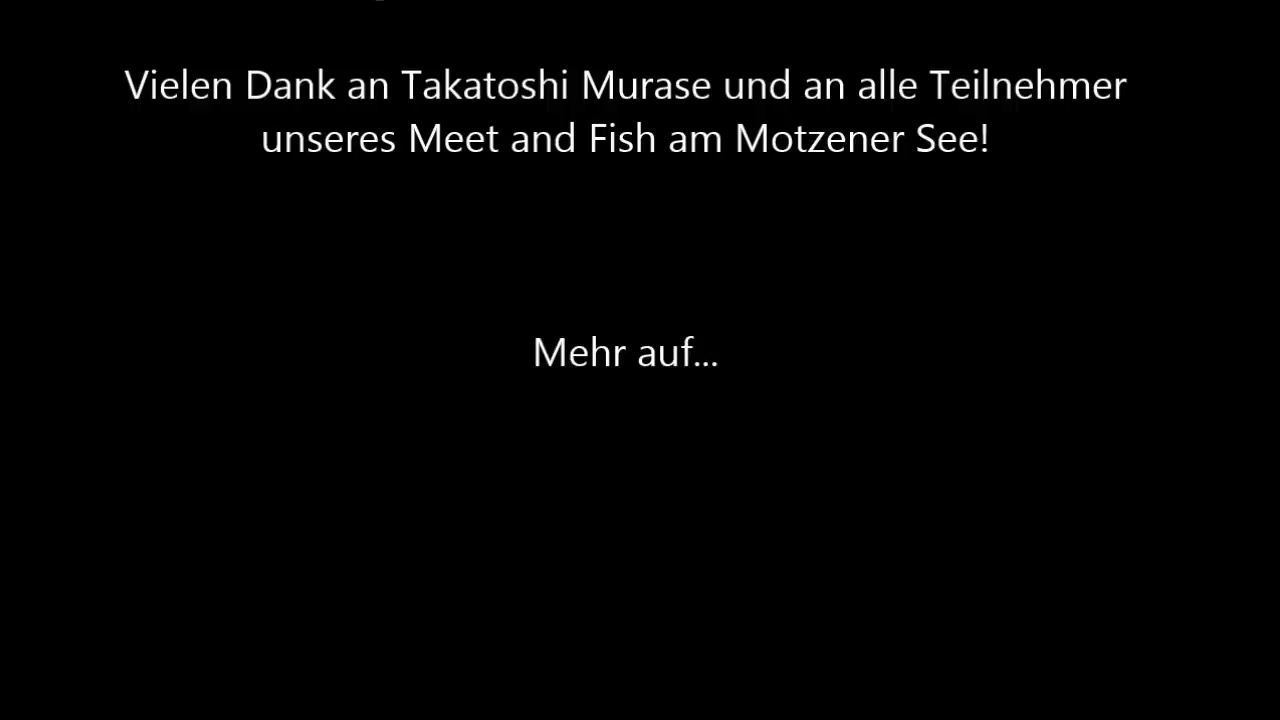 Vielen Dank an Takatoshi Murase und an alle Teilnehmer
unseres Meet and Fish am Motzener See!
Mehr auf...